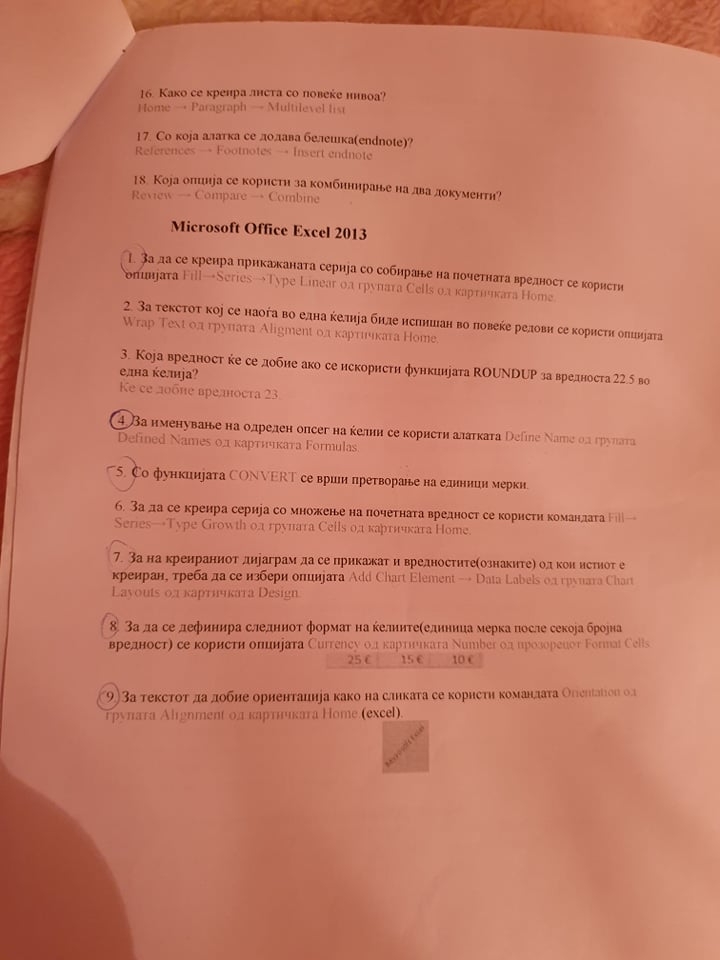 16. Како се креира листа со повеќе нивоа?
Home → Paragraph → Multilevel list
17. Со која алатка се додава белешка(endnote)?
References → Footnotes → Insert endnote
18. Која опција се користи за комбинирање на два документи?
Review → Compare → Combine
Microsoft Office Excel 2013
1. За да се креира прикажаната серија со собирање на почетната вредност се користи
опцијата Fill→Series→Type Linear од групата Cells од картичката Home.
2. За текстот кој се наоѓа во една ќелија биде испишан во повеќе редови се користи опцијата
Wrap Text од групата Aligment од картичката Home.
3. Која вредност ќе се добие ако се искористи функцијата ROUNDUP за вредноста 22.5 во
една ќелија?
Ќе се добие вредноста 23.
4. За именување на одреден опсег на ќелии се користи алатката Define Name од групата
Defined Names од картичката Formulas.
5. Со функцијата CONVERT се врши претворање на единици мерки.
6. За да се креира серија со множење на почетната вредност се користи командата Fill→
Series→Type Growth од групата Cells од картичката Home.
7. За на креираниот дијаграм да се прикажат и вредностите(ознаките) од кои истиот е
креиран, треба да се избери опцијата Add Chart Element → Data Labels од групата Chart
Layouts од картичката Design.
8. За да се дефинира следниот формат на ќелиите(единица мерка после секоја бројна
вредност) се користи опцијата Currency од картичката Number од прозорецот Format Cells.
25 € 15 € 10 €
9. За текстот да добие ориентација како на сликата се користи командата Orientation од
групата Alignment од картичката Home (excel).
Microsoft Excel